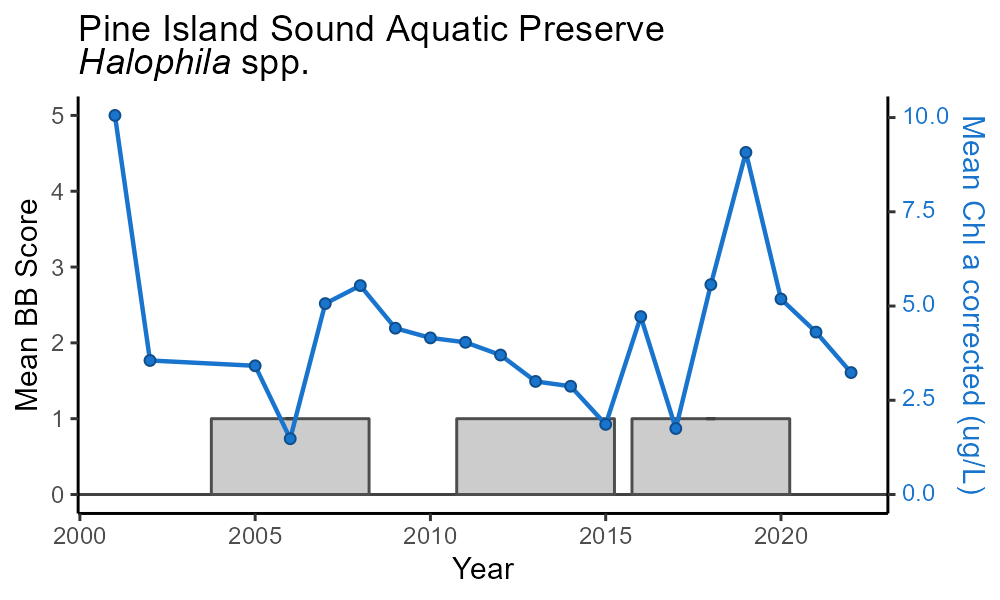 Pine Island Sound Aquatic Preserve
Halophila spp.
5
4
3
2
1
0
Mean BB Score
10.0
7.5
5.0
2.5
0.0
Mean Chl a corrected (ug/L)
2000 2005 2010 2015 2020
Year